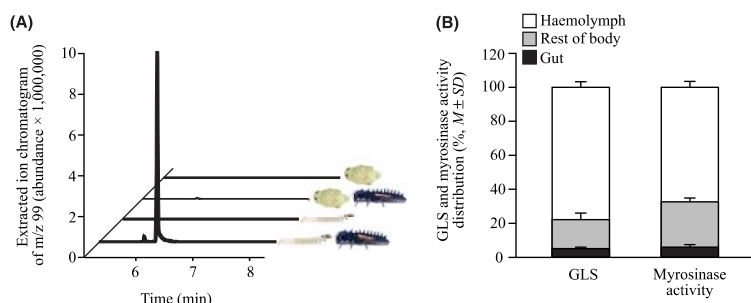 (A)
Extracted ion chromatogram
of m/z 99 (abundance × 1,000,000)
10
8
6
4
2
0
6 7 8
Time (min)
(B)
Haemolymph
Rest of body
Gut
GLS and myrosinase activity
distribution (%, M ± SD)
120
100
80
60
40
20
0
GLS Myrosinase
activity